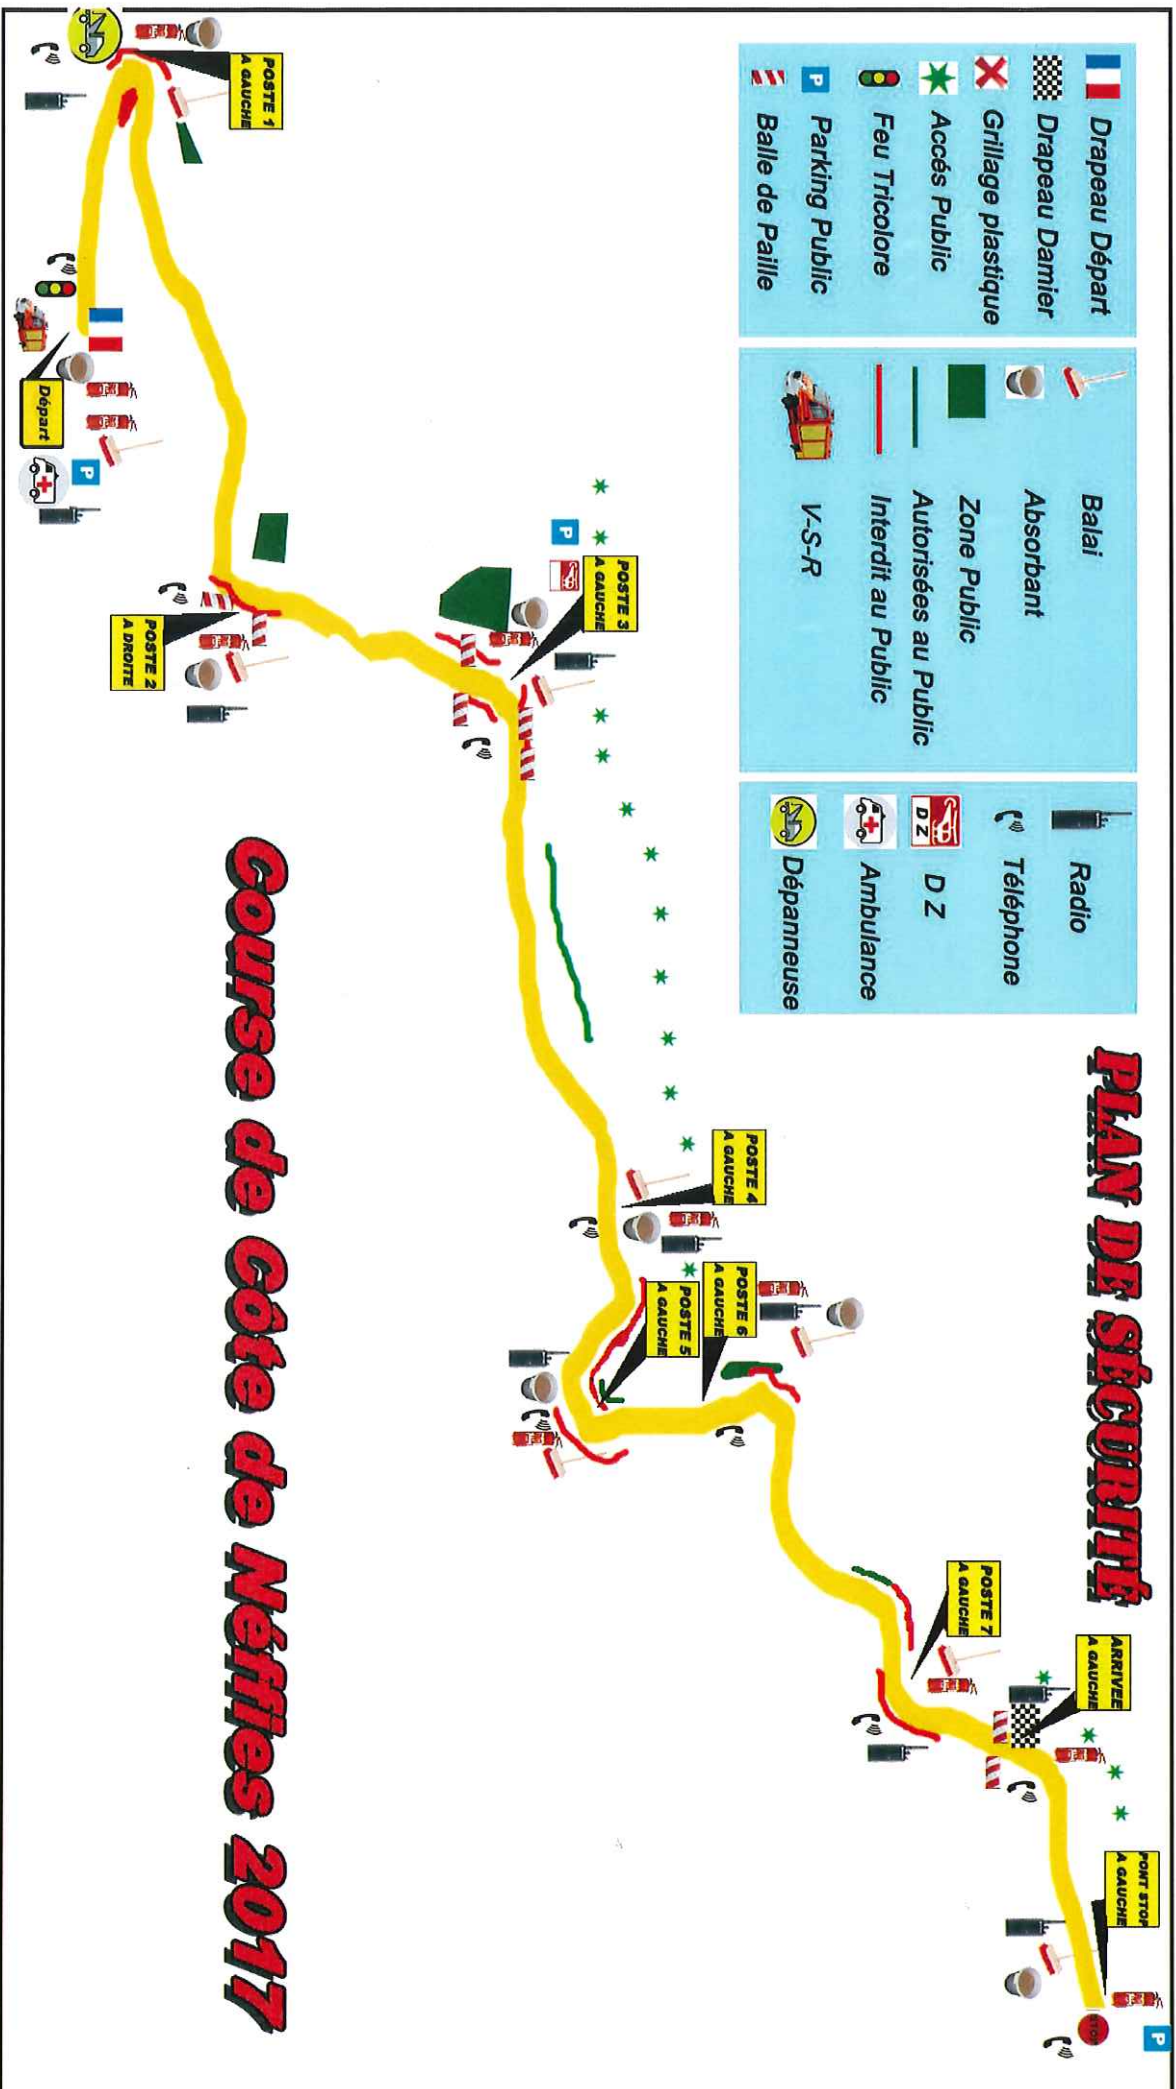 PLAN DE SÉCURITÉ
Drapeau Départ
Drapeau Damier
Grillage plastique
Accés Public
Feu Tricolore
P Parking Public
Balle de Paille
Balai
Absorbant
Zone Public
Autorisées au Public
Interdit au Public
V-S-R
Radio
Téléphone
D Z D Z
Ambulance
Dépanneuse
POSTE 1
A GAUCHE
Départ
P
POSTE 2
A DROITE
P
POSTE 3
A GAUCHE
POSTE 4
A GAUCHE
POSTE 5
A GAUCHE
POSTE 6
A GAUCHE
POSTE 7
A GAUCHE
ARRIVEE
A GAUCHE
PONT STOP
A GAUCHE
STOP
P
Course de Côte de Néffies 2017